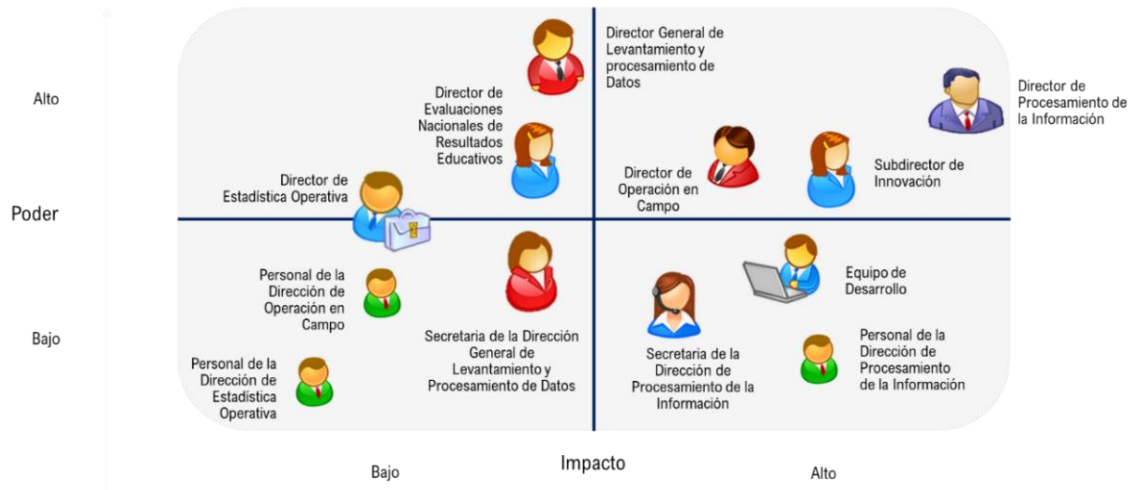 Director General de
Levantamiento y
procesamiento de
Datos
Director de
Procesamiento de
la Información
Alto
Director de
Evaluaciones
Nacionales de
Resultados
Educativos
Director de
Estadística Operativa
Director de
Operación en
Campo
Subdirector de
Innovación
Poder
Personal de la
Dirección de
Operación en
Campo
Equipo de
Desarrollo
Bajo
Secretaria de la Dirección
General de
Levantamiento y
Procesamiento de Datos
Personal de la
Dirección de
Estadística
Operativa
Secretaria de la
Dirección de
Procesamiento de la
Información
Personal de la
Dirección de
Procesamiento
de la Información
Bajo
Impacto
Alto